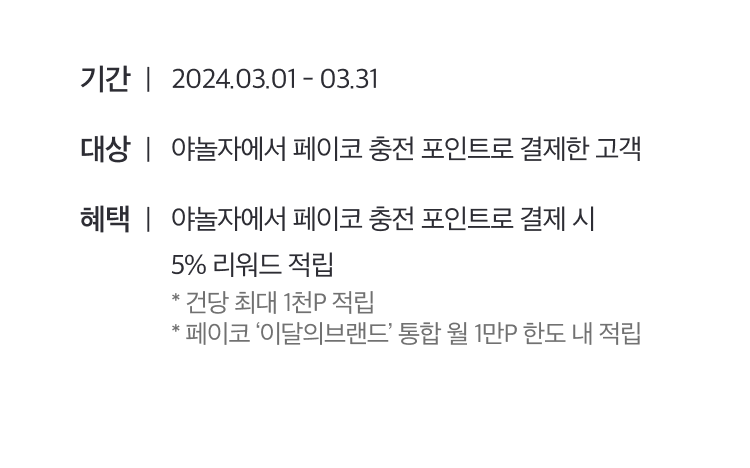 기간 | 2024.03.01 - 03.31
대상 | 야놀자에서 페이코 충전 포인트로 결제한 고객
혜택 | 야놀자에서 페이코 충전 포인트로 결제 시
5% 리워드 적립
* 건당 최대 1천P 적립
* 페이코 ‘이달의브랜드’ 통합 월 1만P 한도 내 적립